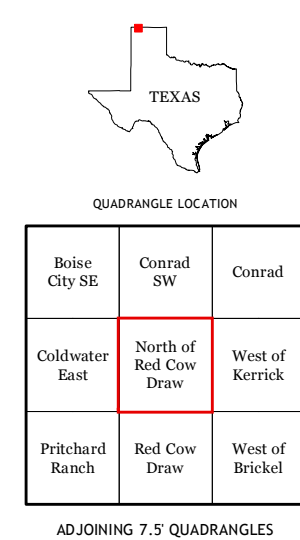 TEXAS
QUADRANGLE LOCATION
Boise
City SE
Conrad
SW
Conrad
Coldwater
East
North of
Red Cow
Draw
West of
Kerrick
Pritchard
Ranch
Red Cow
Draw
West of
Brickel
ADJOINING 7.5' QUADRANGLES